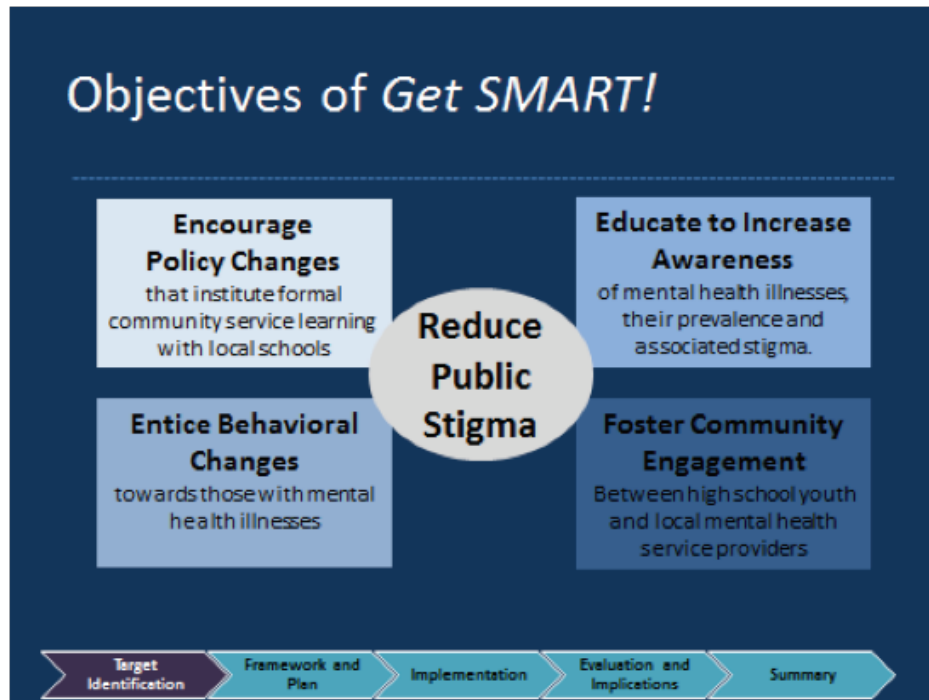 Objectives of Get SMART!
Encourage
Policy Changes
that institute formal
community service learning
with local schools
Educate to Increase
Awareness
of mental health illnesses,
their prevalence and
associated stigma.
Reduce
Public
Stigma
Entice Behavioral
Changes
towards those with mental
health illnesses
Foster Community
Engagement
Between high school youth
and local mental health
service providers
Target
Identification
Framework and
Plan
Implementation
Evaluation and
Implications
Summary